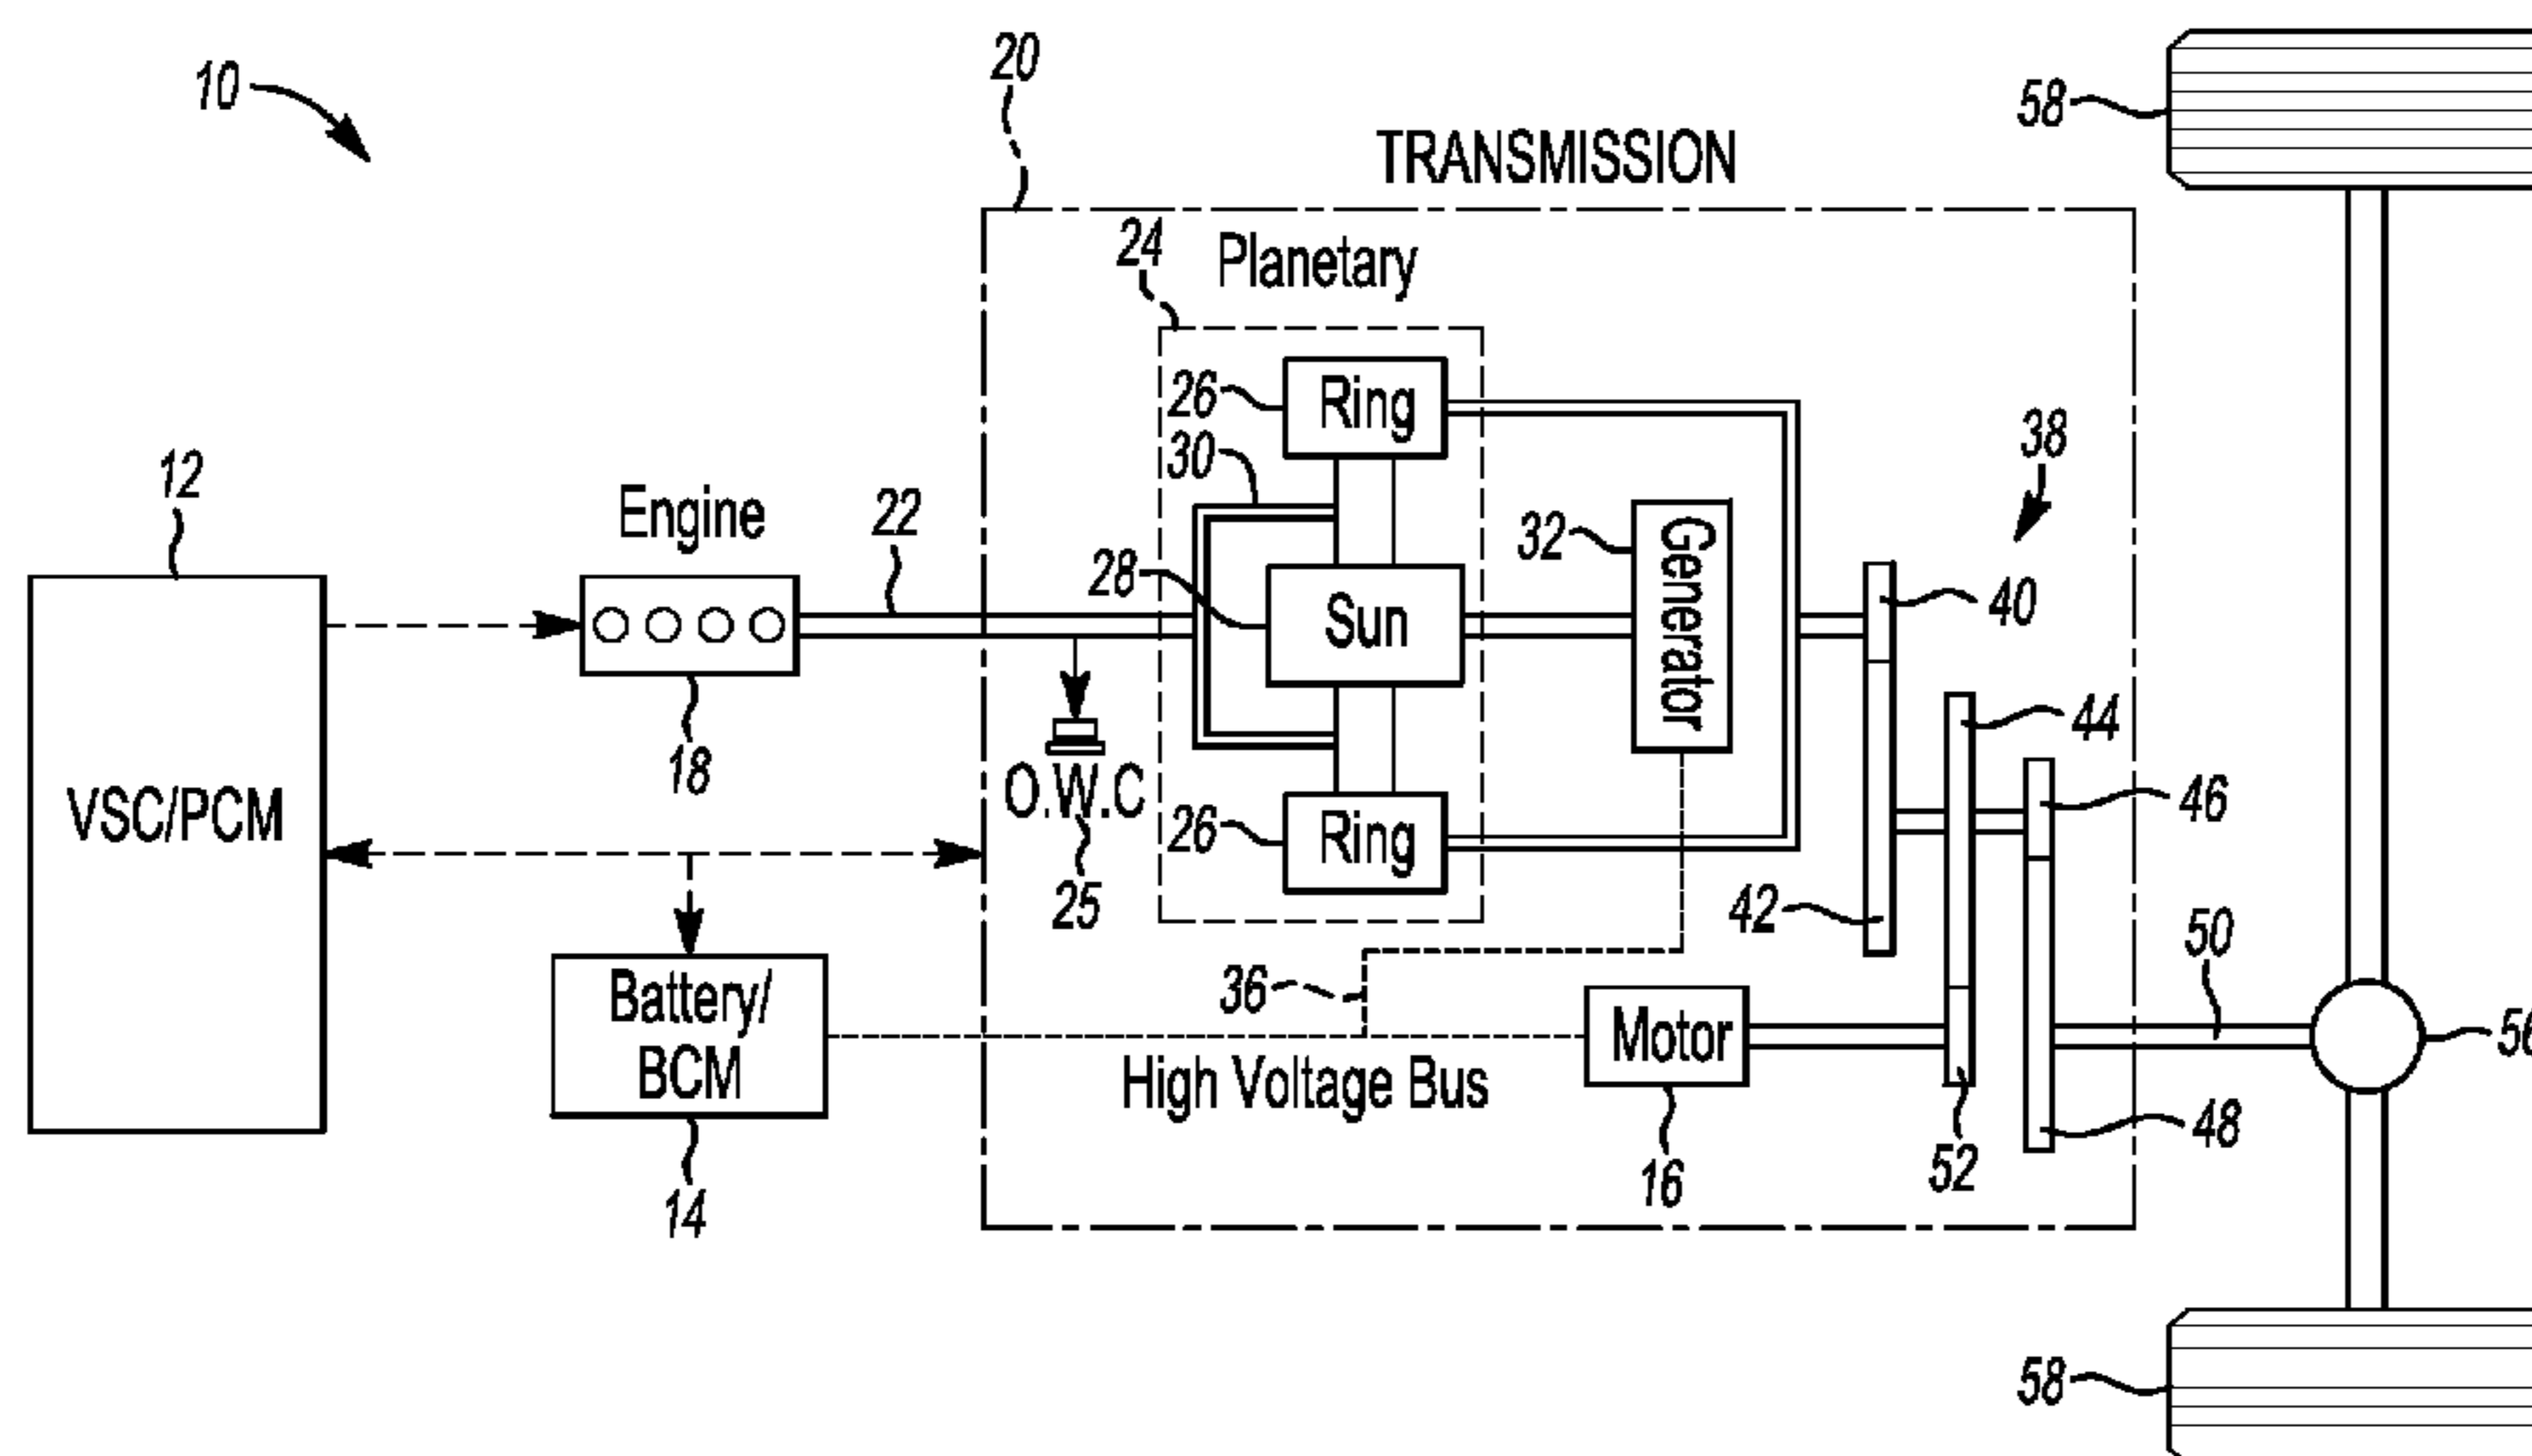 10
20
58
TRANSMISSION
24
Planetary
26
Ring
38
30
12
Engine
22
32
Generator
28
Sun
40
44
18
O.W.C
46
VSC/PCM
26
Ring
25
42
50
36
Battery/
BCM
Motor
56
High Voltage Bus
48
52
14
16
58